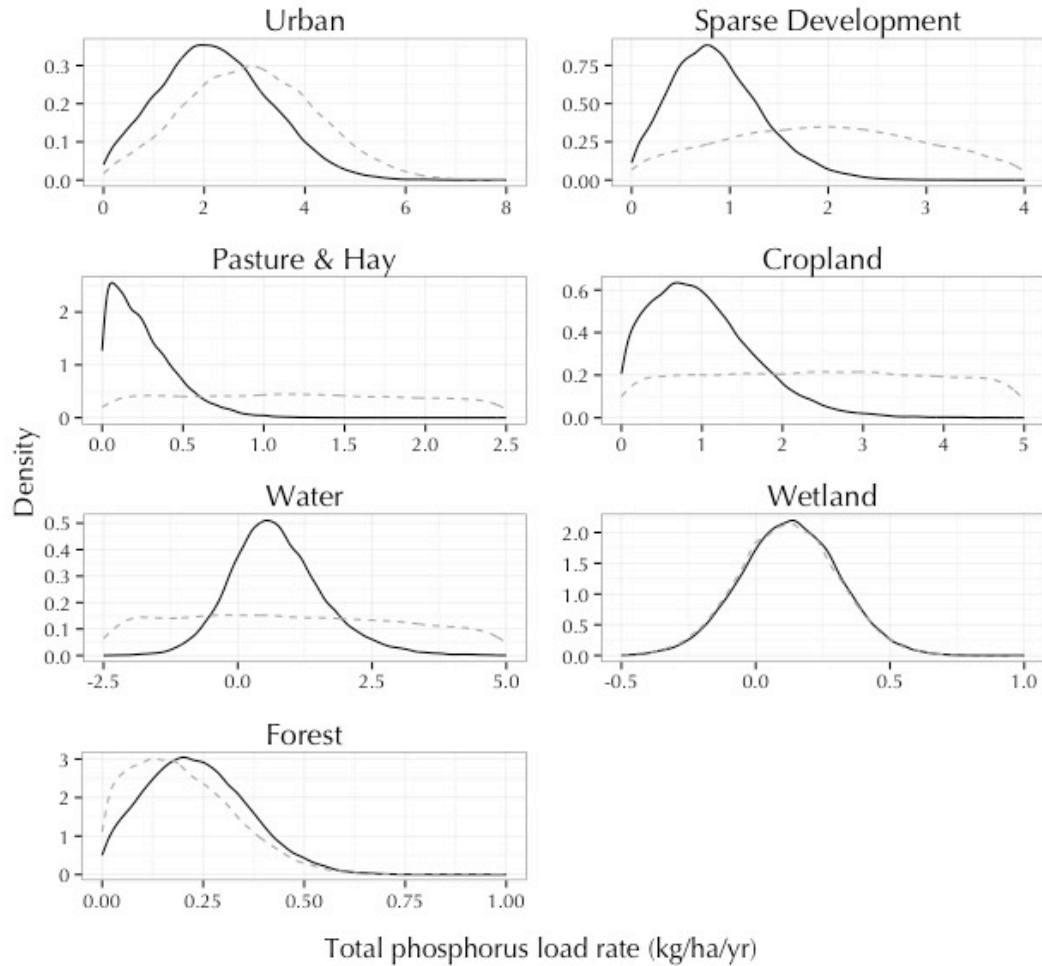 Urban
Sparse Development
0.3
0.2
0.1
0.0
0 2 4 6 8
0.75
0.50
0.25
0.00
0 1 2 3 4
Pasture & Hay
Cropland
2
1
0
0.0 0.5 1.0 1.5 2.0 2.5
0.6
0.4
0.2
0.0
0 1 2 3 4 5
Density
Water
Wetland
0.5
0.4
0.3
0.2
0.1
0.0
-2.5 0.0 2.5 5.0
2.0
1.5
1.0
0.5
0.0
-0.5 0.0 0.5 1.0
Forest
3
2
1
0
0.00 0.25 0.50 0.75 1.00
Total phosphorus load rate (kg/ha/yr)